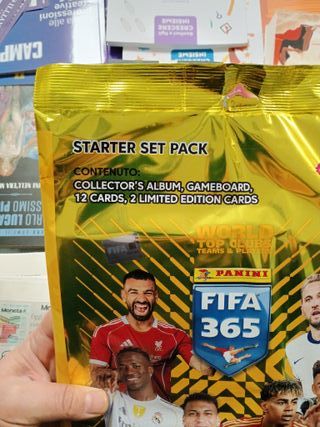 CAMP
STARTER SET PACK
CONTENUTO:
COLLECTOR'S ALBUM, GAMEBOARD,
12 CARDS, 2 LIMITED EDITION CARDS
WORLD
TOP CLUBS
TEAMS & PLAYERS
PANINI
FIFA
365